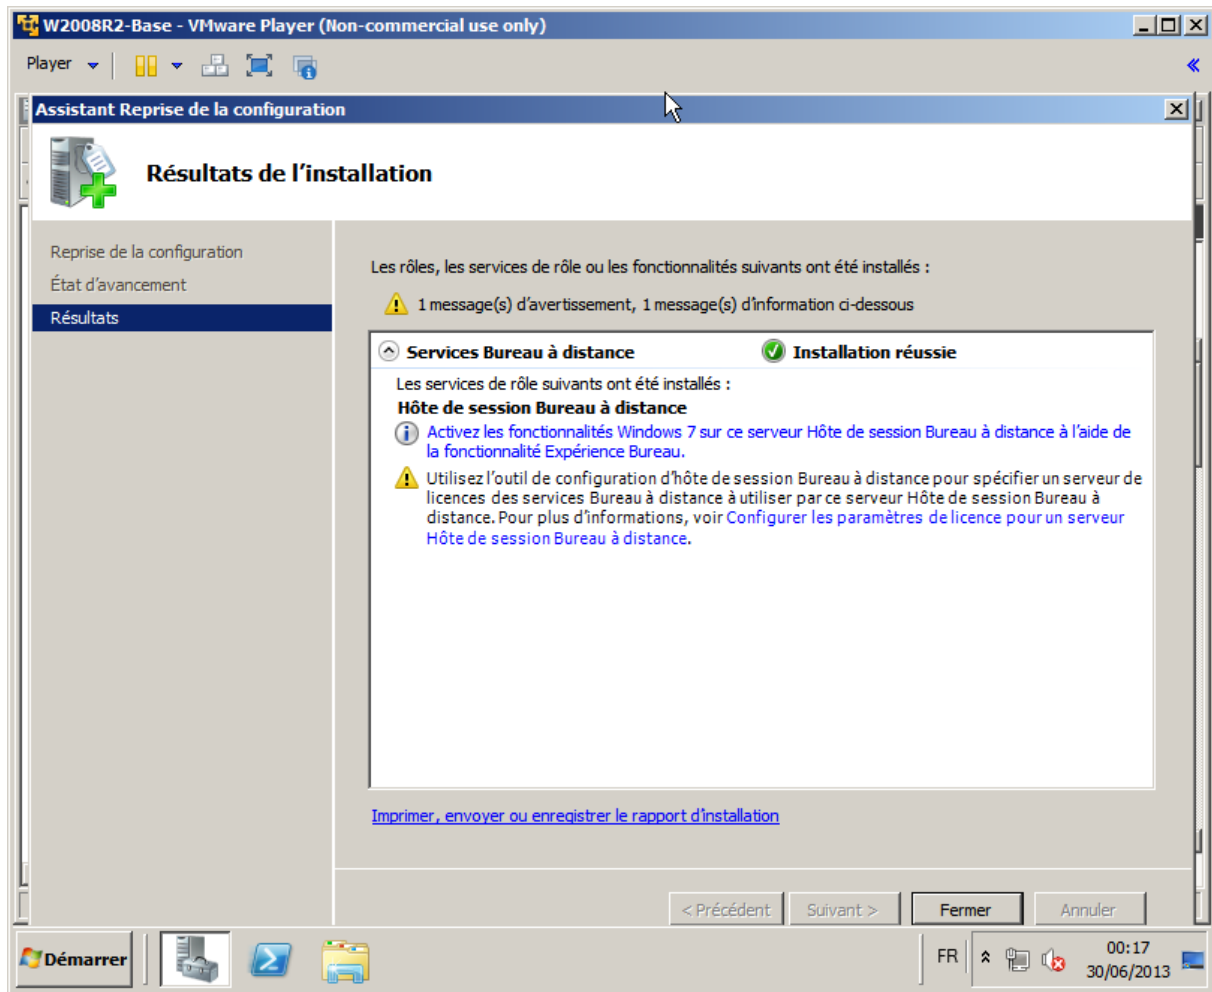 W2008R2-Base - VMware Player (Non-commercial use only)
Player
Assistant Reprise de la configuration
Résultats de l'installation
Reprise de la configuration
État d'avancement
Résultats
Les rôles, les services de rôle ou les fonctionnalités suivants ont été installés :
1 message(s) d'avertissement, 1 message(s) d'information ci-dessous
Services Bureau à distance
Installation réussie
Les services de rôle suivants ont été installés :
Hôte de session Bureau à distance
Activez les fonctionnalités Windows 7 sur ce serveur Hôte de session Bureau à distance à l'aide de
la fonctionnalité Expérience Bureau.
Utilisez l'outil de configuration d'hôte de session Bureau à distance pour spécifier un serveur de
licences des services Bureau à distance à utiliser par ce serveur Hôte de session Bureau à
distance. Pour plus d'informations, voir Configurer les paramètres de licence pour un serveur
Hôte de session Bureau à distance.
Imprimer, envoyer ou enregistrer le rapport d'installation
< Précédent
Suivant >
Fermer
Annuler
Démarrer
FR
00:17
30/06/2013